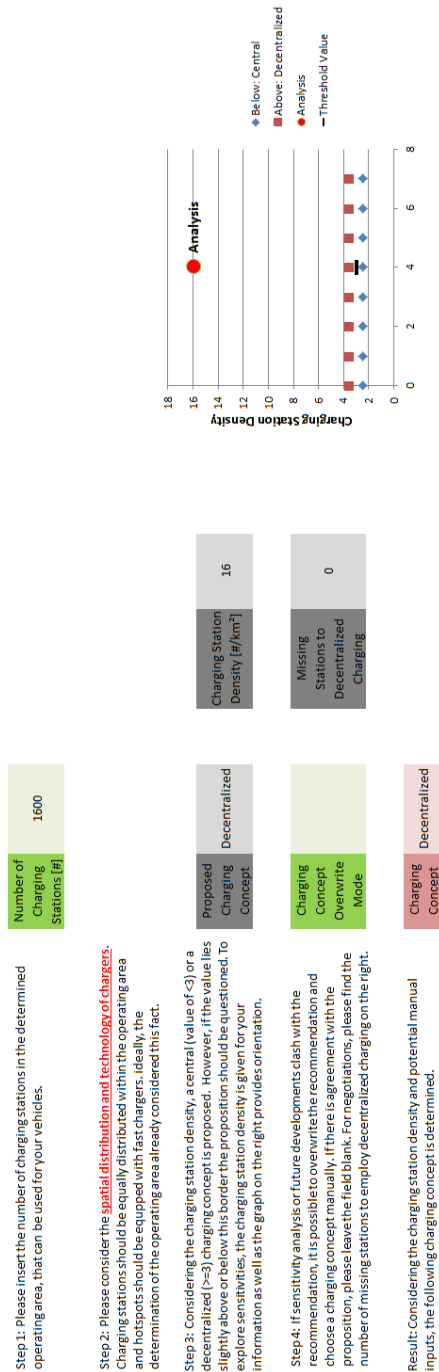 Step 1: Please insert the number of charging stations in the determined
operating area, that can be used for your vehicles.
Number of
Charging
Stations [#]
1600
Step 2: Please consider the spatial distribution and technology of chargers.
Charging stations should be equally distributed within the operating area
and hotspots should be equpped with fast chargers. ideally, the
determination of the operating area already considered this fact.
Step 3: Considering the charging station density, a central (value of <3) or a
decentralized (>=3) charging concept is proposed. However, if the value lies
slightly above or below this border the proposition should be questioned. To
explore sensitivities, the charging station density is given for your
information as well as the graph on the right provides orientation.
Proposed
Charging
Concept
Decentralized
Charging Station
Density [#/km²]
16
Step 4: If sensitivity analysis or future developments clash with the
recommendation, it is possible to overwrite the recommendation and
choose a charging concept manually. If there is agreement with the
proposition, please leave the field blank. For negotiations, please find the
number of missing stations to employ decentralized charging on the right.
Charging
Concept
Overwrite
Mode
Missing
Stations to
Decentralized
Charging
0
Result: Considering the charging station density and potential manual
inputs, the following charging concept is determined.
Charging
Concept
Decentralized
Charging Station Density
18
16
14
12
10
8
6
4
2
0
0
2
4
6
8
Analysis
Below: Central
Above: Decentralized
Analysis
Threshold Value